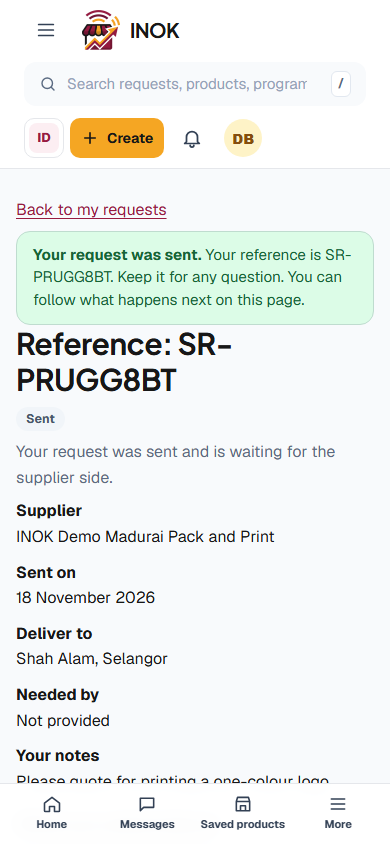 INOK
Search requests, products, program
/
ID
Create
DB
Back to my requests
Your request was sent. Your reference is SR-
PRUGG8BT. Keep it for any question. You can
follow what happens next on this page.
Reference: SR-
PRUGG8BT
Sent
Your request was sent and is waiting for the
supplier side.
Supplier
INOK Demo Madurai Pack and Print
Sent on
18 November 2026
Deliver to
Shah Alam, Selangor
Needed by
Not provided
Your notes
Please quote for printing a one-colour logo
Home
Messages
Saved products
More